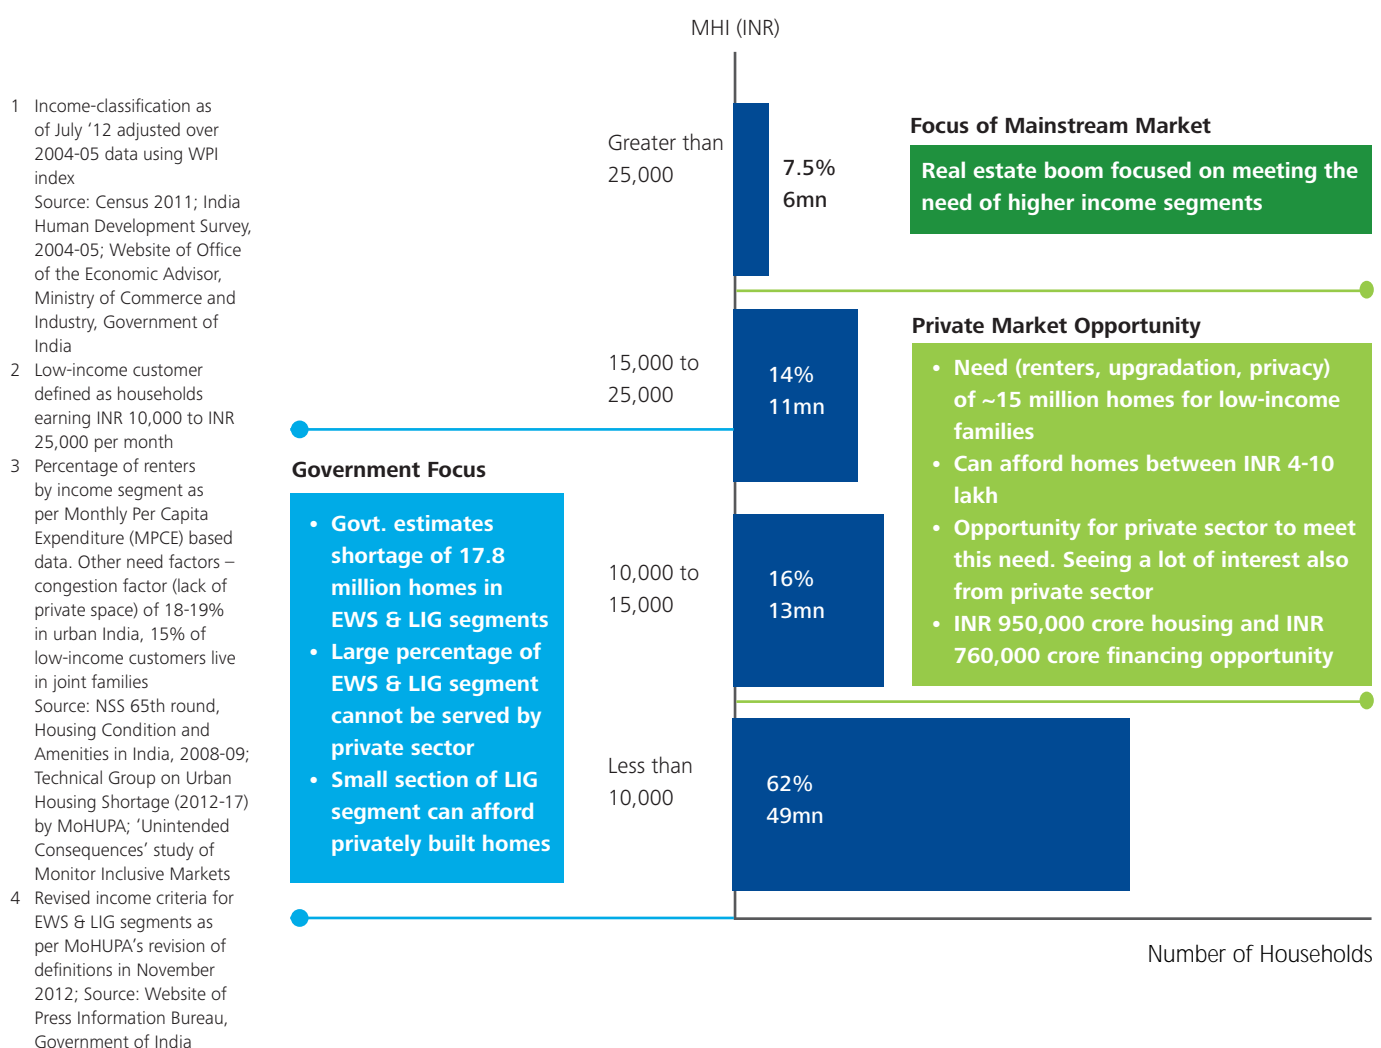 MHI (INR)
1 Income-classification as
of July ‘12 adjusted over
2004-05 data using WPI
index
Source: Census 2011; India
Human Development Survey,
2004-05; Website of Office
of the Economic Advisor,
Ministry of Commerce and
Industry, Government of
India
2 Low-income customer
defined as households
earning INR 10,000 to INR
25,000 per month
3 Percentage of renters
by income segment as
per Monthly Per Capita
Expenditure (MPCE) based
data. Other need factors –
congestion factor (lack of
private space) of 18-19%
in urban India, 15% of
low-income customers live
in joint families
Source: NSS 65th round,
Housing Condition and
Amenities in India, 2008-09;
Technical Group on Urban
Housing Shortage (2012-17)
by MoHUPA; ‘Unintended
Consequences’ study of
Monitor Inclusive Markets
4 Revised income criteria for
EWS & LIG segments as
per MoHUPA’s revision of
definitions in November
2012; Source: Website of
Press Information Bureau,
Government of India
Greater than
25,000
7.5%
6mn
Focus of Mainstream Market
Real estate boom focused on meeting the
need of higher income segments
15,000 to
25,000
14%
11mn
Private Market Opportunity
• Need (renters, upgradation, privacy)
of ~15 million homes for low-income
families
• Can afford homes between INR 4-10
lakh
• Opportunity for private sector to meet
this need. Seeing a lot of interest also
from private sector
• INR 950,000 crore housing and INR
760,000 crore financing opportunity
Government Focus
• Govt. estimates
shortage of 17.8
million homes in
EWS & LIG segments
• Large percentage of
EWS & LIG segment
cannot be served by
private sector
• Small section of LIG
segment can afford
privately built homes
10,000 to
15,000
16%
13mn
Less than
10,000
62%
49mn
Number of Households